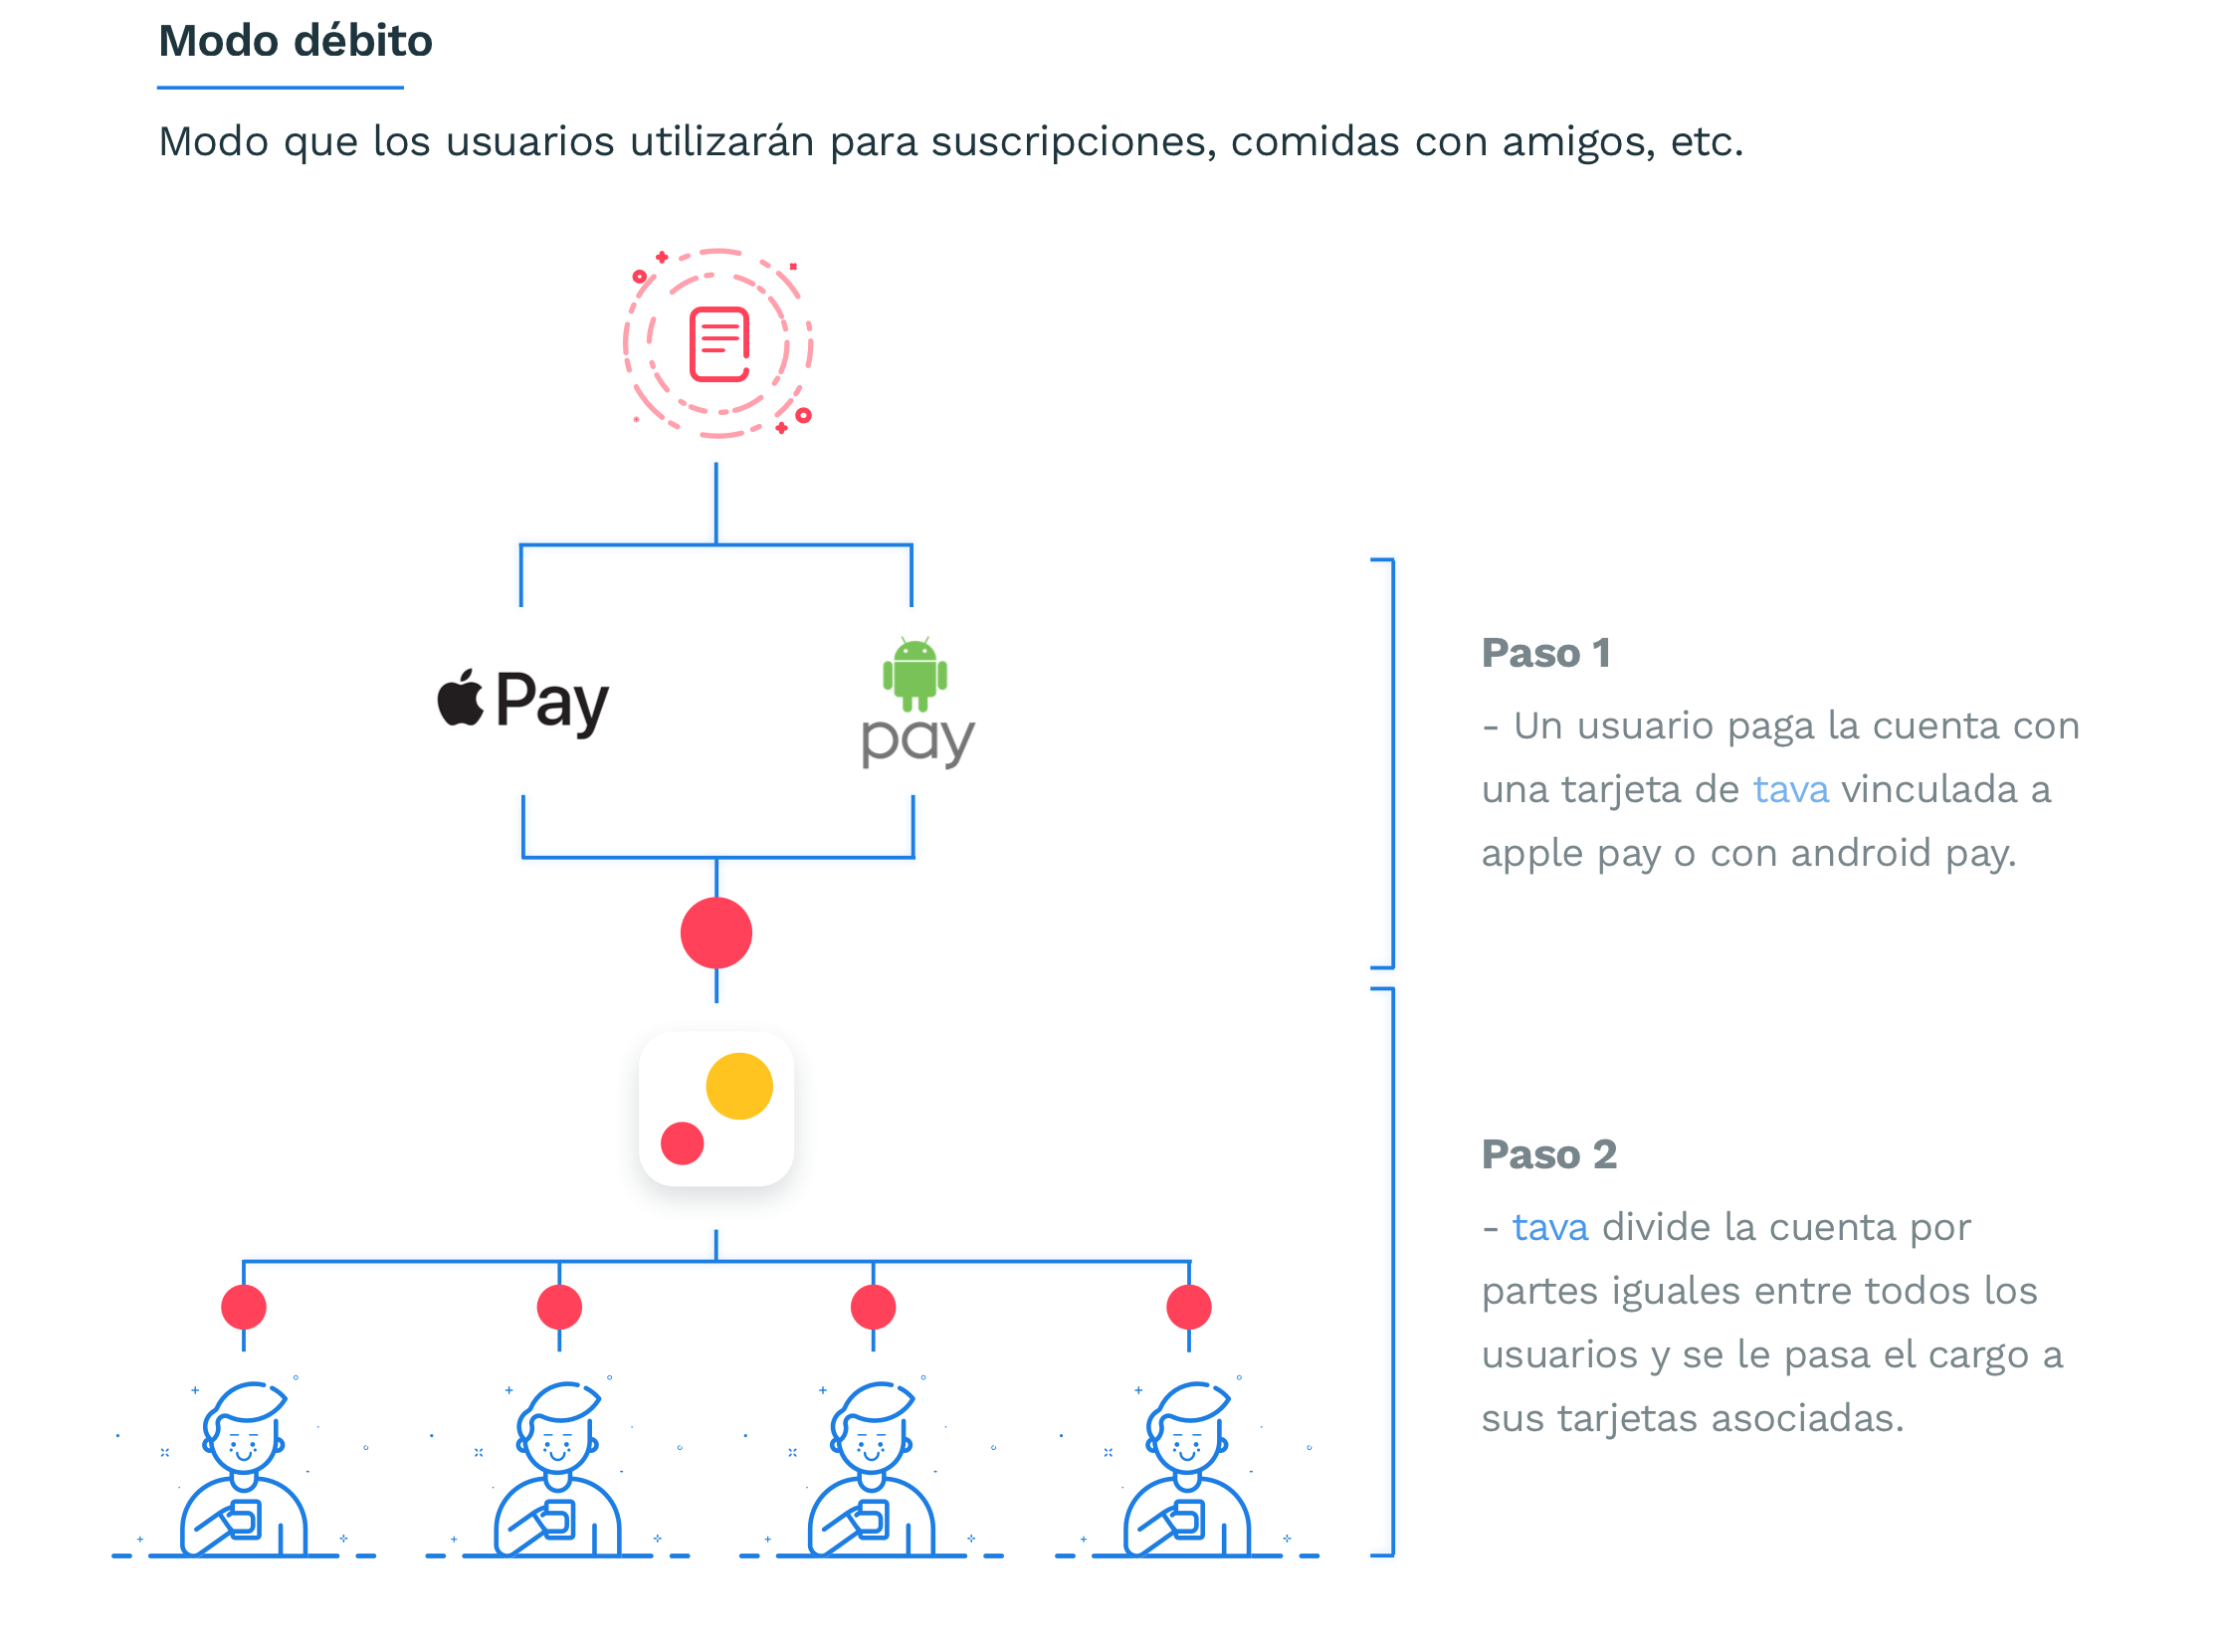 Modo débito
Modo que los usuarios utilizarán para suscripciones, comidas con amigos, etc.
Pay
pay
Paso 1
- Un usuario paga la cuenta con
una tarjeta de tava vinculada a
apple pay o con android pay.
Paso 2
- tava divide la cuenta por
partes iguales entre todos los
usuarios y se le pasa el cargo a
sus tarjetas asociadas.